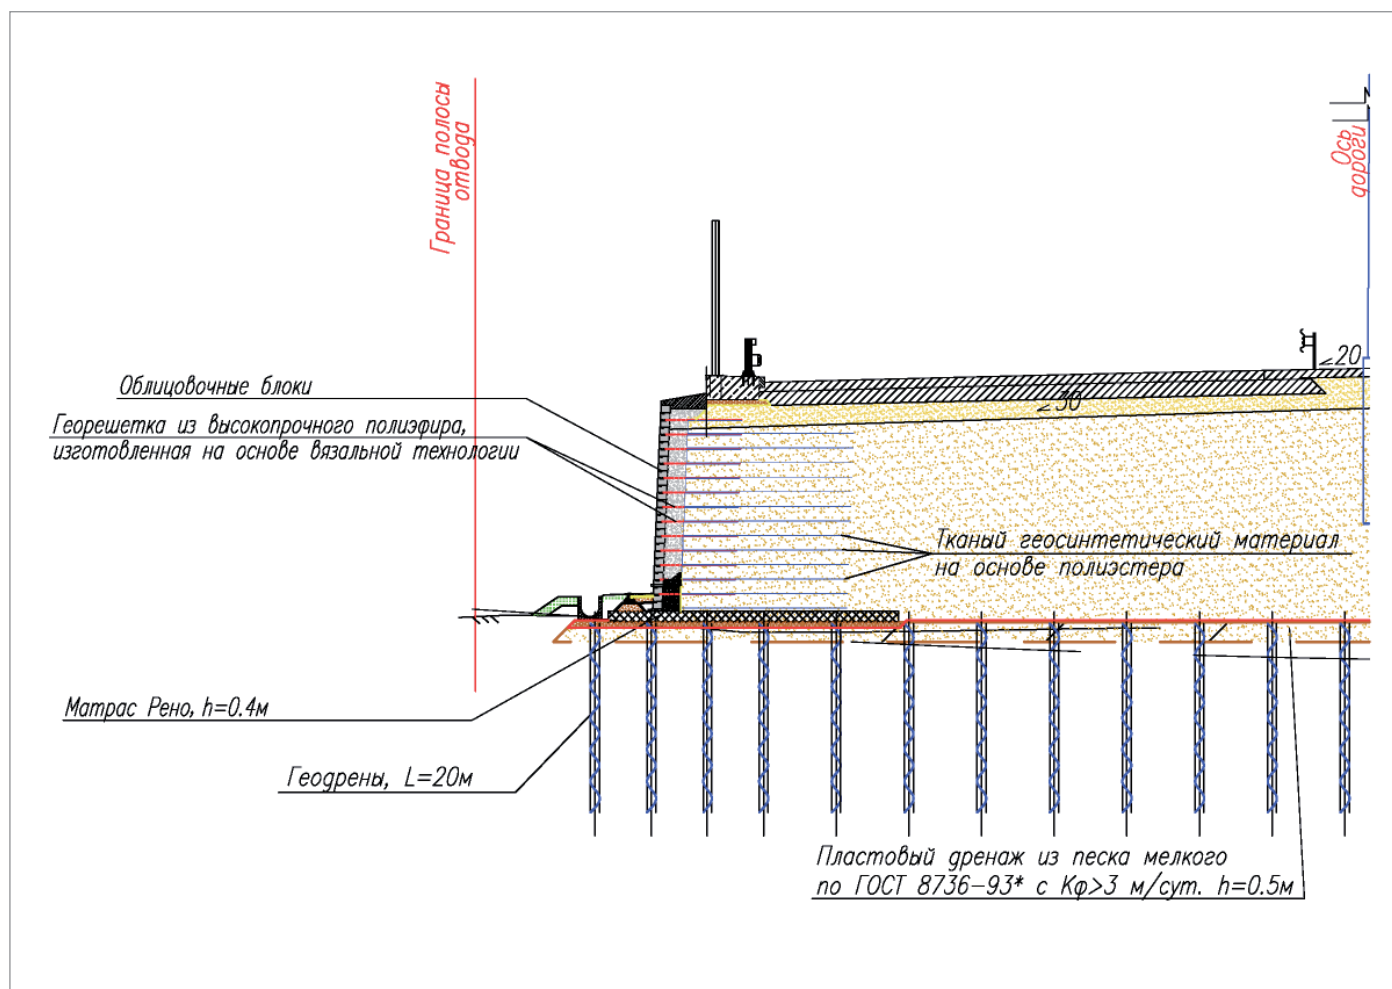 Граница полосы
отвода
Ось
дороги
20
30
Облицовочные блоки
Георешетка из высокопрочного полиэфира,
изготовленная на основе вязальной технологии
Тканый геосинтетический материал
на основе полиэстера
Матрас Рено, h=0.4м
Геодрены, L=20м
Пластовый дренаж из песка мелкого
по ГОСТ 8736-93* с Кф>3 м/сут. h=0.5м